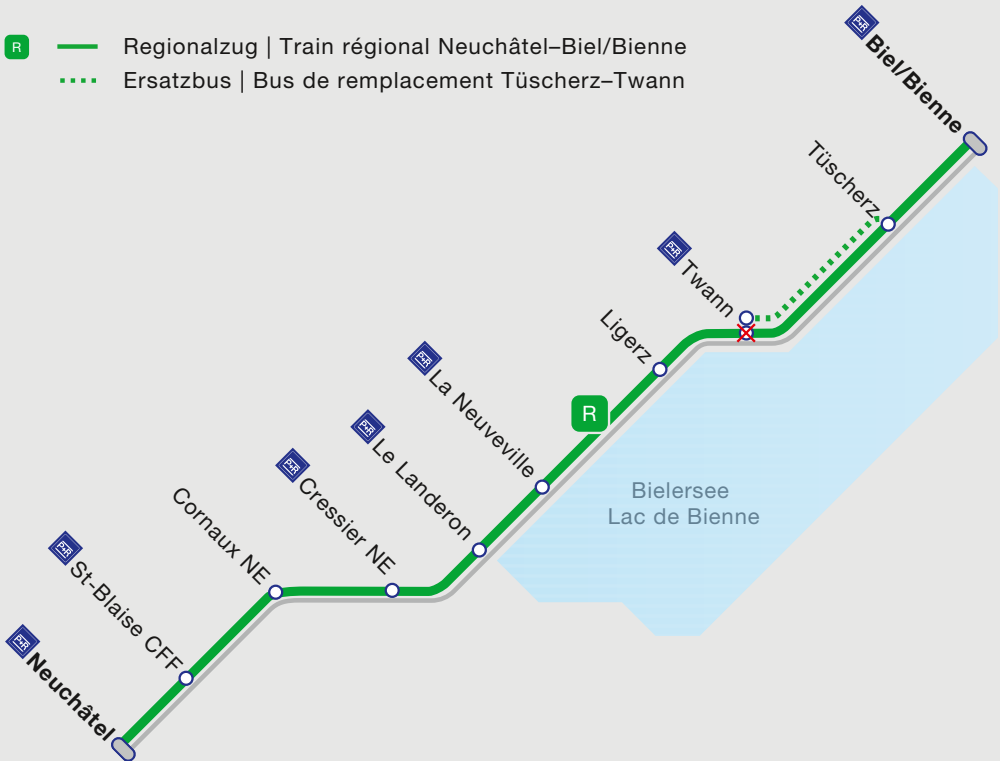 R Regionalzug | Train régional Neuchâtel–Biel/Bienne
Ersatzbus | Bus de remplacement Tüscherz–Twann
P+R Biel/Bienne
Tüscherz
P+R Twann
Ligerz
P+R La Neuveville
R
P+R Le Landeron
P+R Cressier NE
Cornaux NE
P+R St-Blaise CFF
P+R Neuchâtel
Bielersee
Lac de Bienne